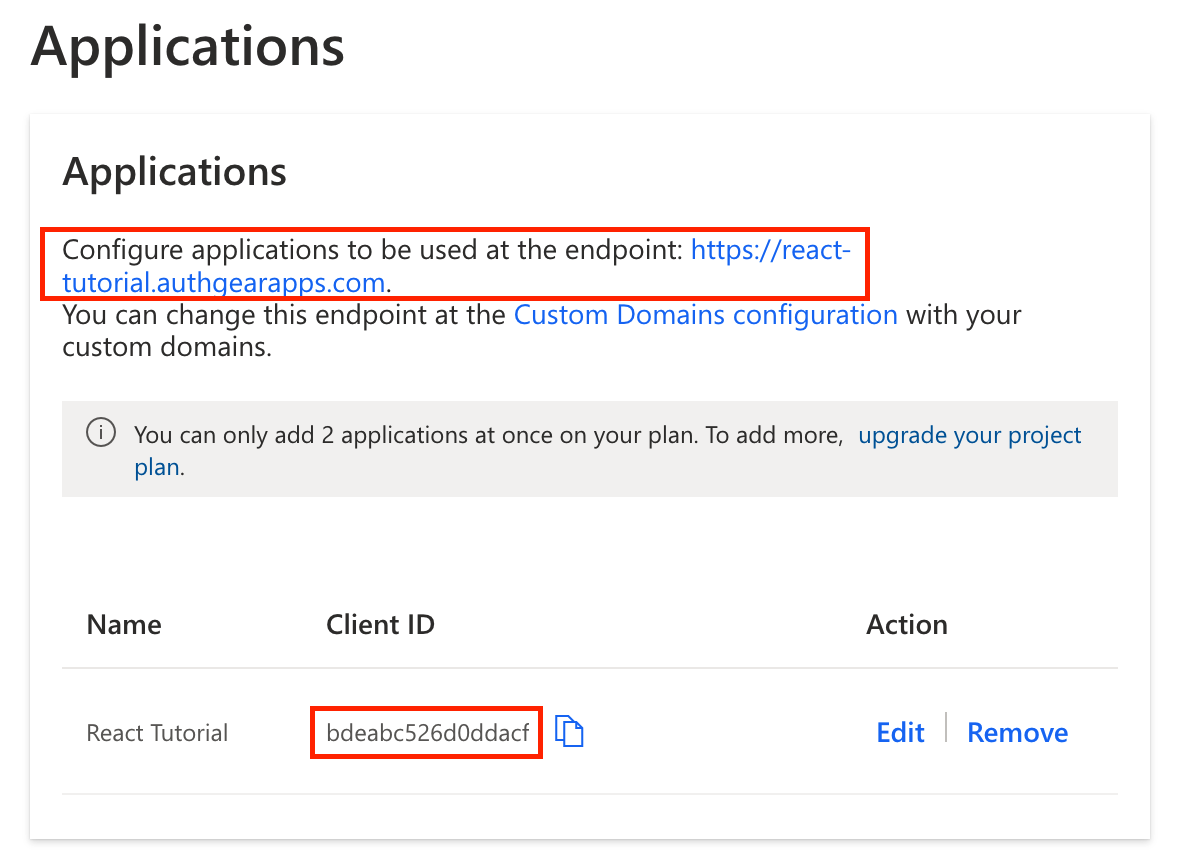 Applications
Applications
Configure applications to be used at the endpoint: https://react-
tutorial.authgearapps.com.
You can change this endpoint at the Custom Domains configuration with your
custom domains.
You can only add 2 applications at once on your plan. To add more, upgrade your project
plan.
Name Client ID Action
React Tutorial bdeabc526d0ddacf Edit Remove